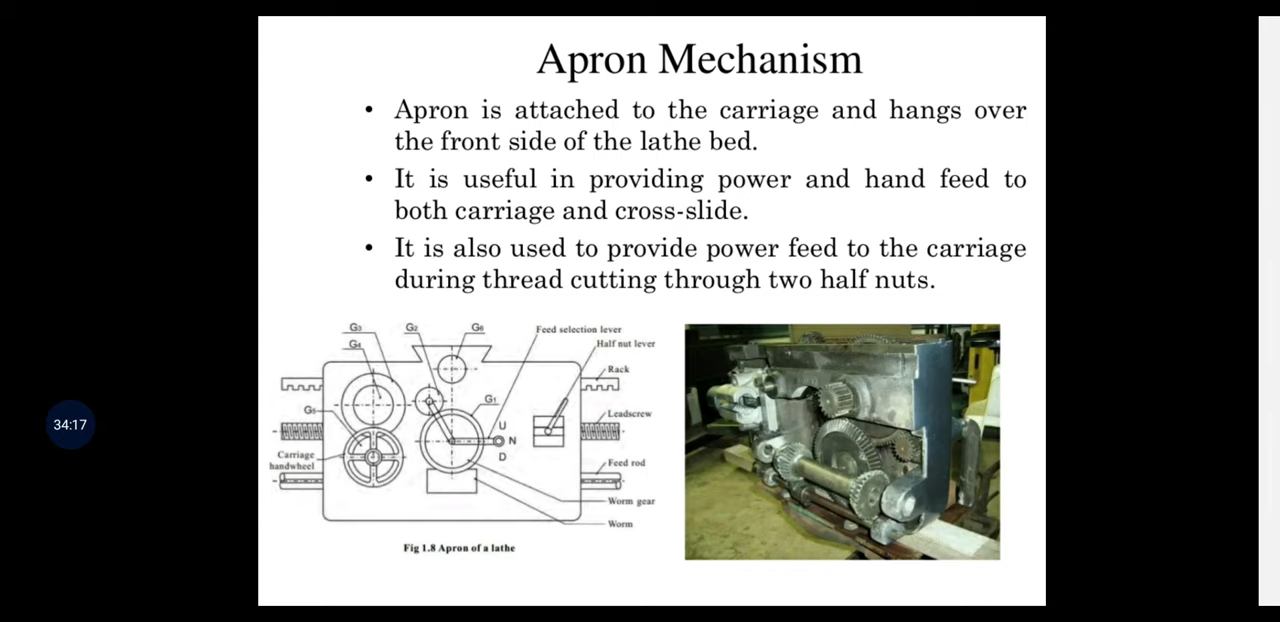 Apron Mechanism
• Apron is attached to the carriage and hangs over
the front side of the lathe bed.
• It is useful in providing power and hand feed to
both carriage and cross-slide.
• It is also used to provide power feed to the carriage
during thread cutting through two half nuts.
G3
G2
G6
Feed selection lever
G4
Half nut lever
Rack
G1
G5
Leadscrew
U
34:17
N
Carriage
D
handwheel
Feed rod
Worm gear
Worm
Fig 1.8 Apron of a lathe